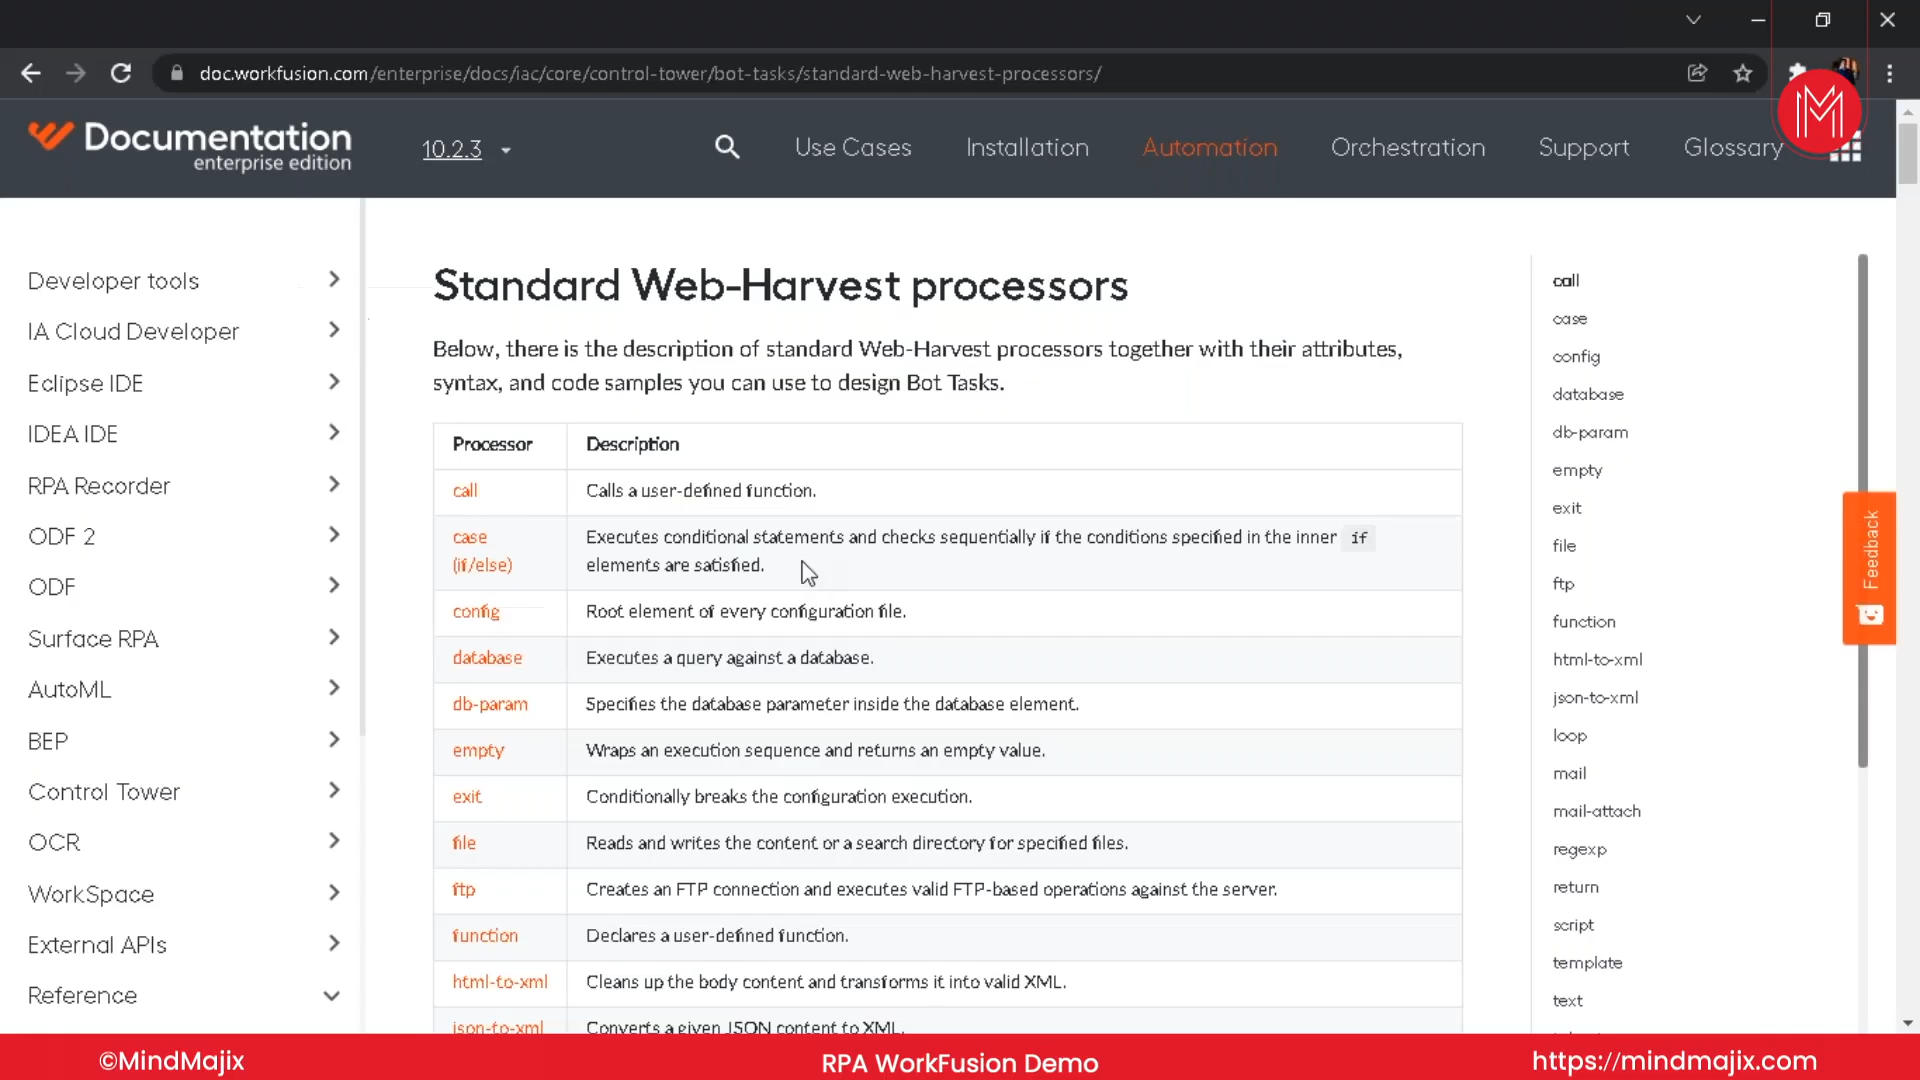 doc.workfusion.com/enterprise/docs/iac/core/control-tower/bot-tasks/standard-web-harvest-processors/
Documentation
enterprise edition
10.2.3
Use Cases
Installation
Automation
Orchestration
Support
Glossary
M
Developer tools
IA Cloud Developer
Eclipse IDE
IDEA IDE
RPA Recorder
ODF 2
ODF
Surface RPA
AutoML
BEP
Control Tower
OCR
WorkSpace
External APIs
Reference
Standard Web-Harvest processors
Below, there is the description of standard Web-Harvest processors together with their attributes,
syntax, and code samples you can use to design Bot Tasks.
Processor Description
call Calls a user-defined function.
case Executes conditional statements and checks sequentially if the conditions specified in the inner if
(if/else) elements are satisfied.
config Root element of every configuration file.
database Executes a query against a database.
db-param Specifies the database parameter inside the database element.
empty Wraps an execution sequence and returns an empty value.
exit Conditionally breaks the configuration execution.
file Reads and writes the content or a search directory for specified files.
ftp Creates an FTP connection and executes valid FTP-based operations against the server.
function Declares a user-defined function.
html-to-xml Cleans up the body content and transforms it into valid XML.
json-to-xml Converts a given JSON content to XML.
call
case
config
database
db-param
empty
exit
file
ftp
function
html-to-xml
json-to-xml
loop
mail
mail-attach
regexp
return
script
template
text
Feedback
©MindMajix
RPA WorkFusion Demo
https://mindmajix.com